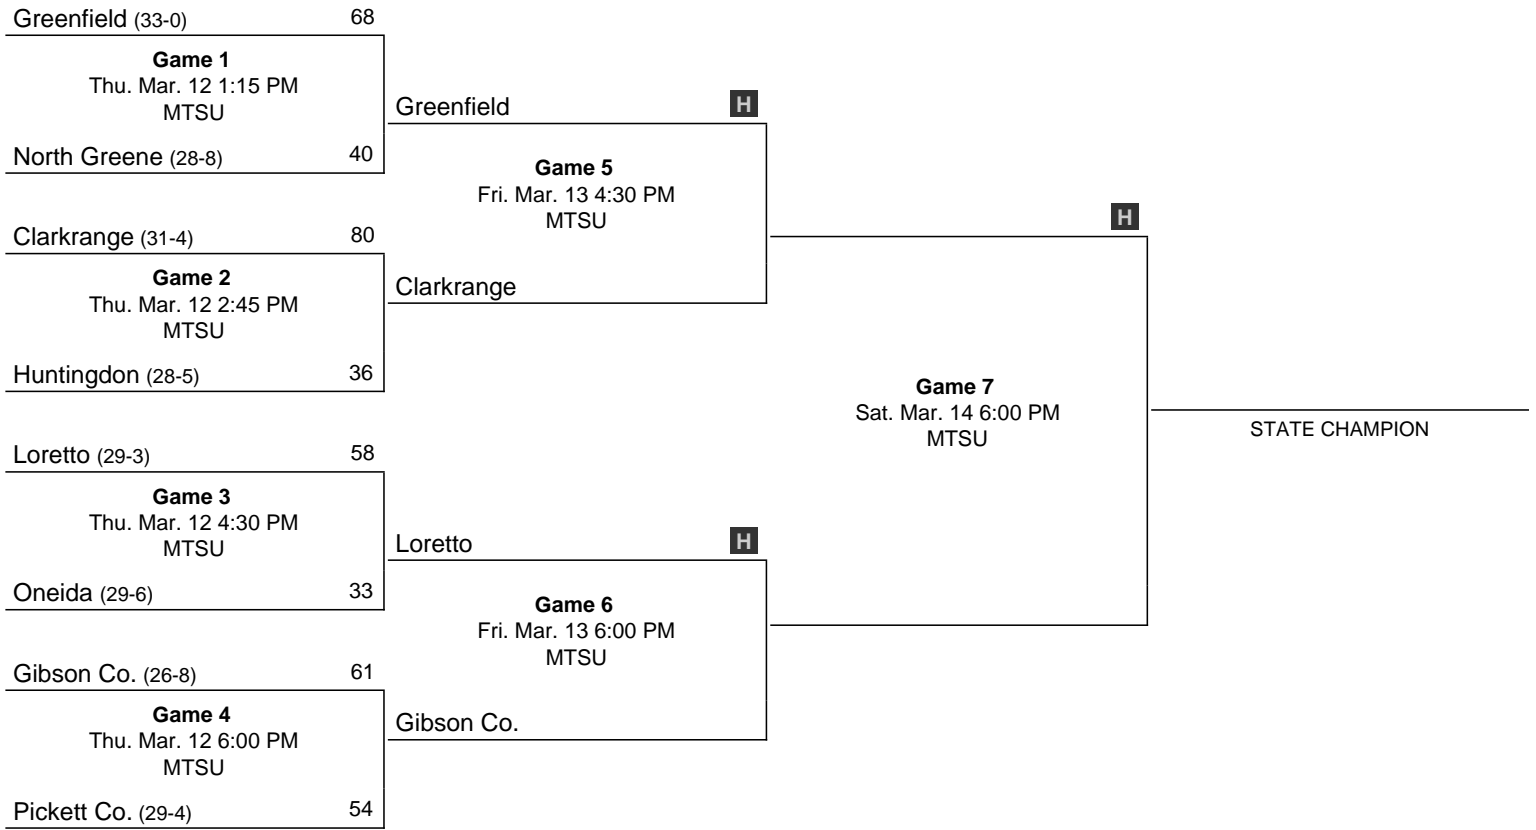 Greenfield (33-0) 68
Game 1
Thu. Mar. 12 1:15 PM
MTSU
North Greene (28-8) 40
Clarkrange (31-4) 80
Game 2
Thu. Mar. 12 2:45 PM
MTSU
Huntingdon (28-5) 36
Loretto (29-3) 58
Game 3
Thu. Mar. 12 4:30 PM
MTSU
Oneida (29-6) 33
Gibson Co. (26-8) 61
Game 4
Thu. Mar. 12 6:00 PM
MTSU
Pickett Co. (29-4) 54
Greenfield H
Game 5
Fri. Mar. 13 4:30 PM
MTSU
Clarkrange
Loretto H
Game 6
Fri. Mar. 13 6:00 PM
MTSU
Gibson Co.
H
Game 7
Sat. Mar. 14 6:00 PM
MTSU
STATE CHAMPION